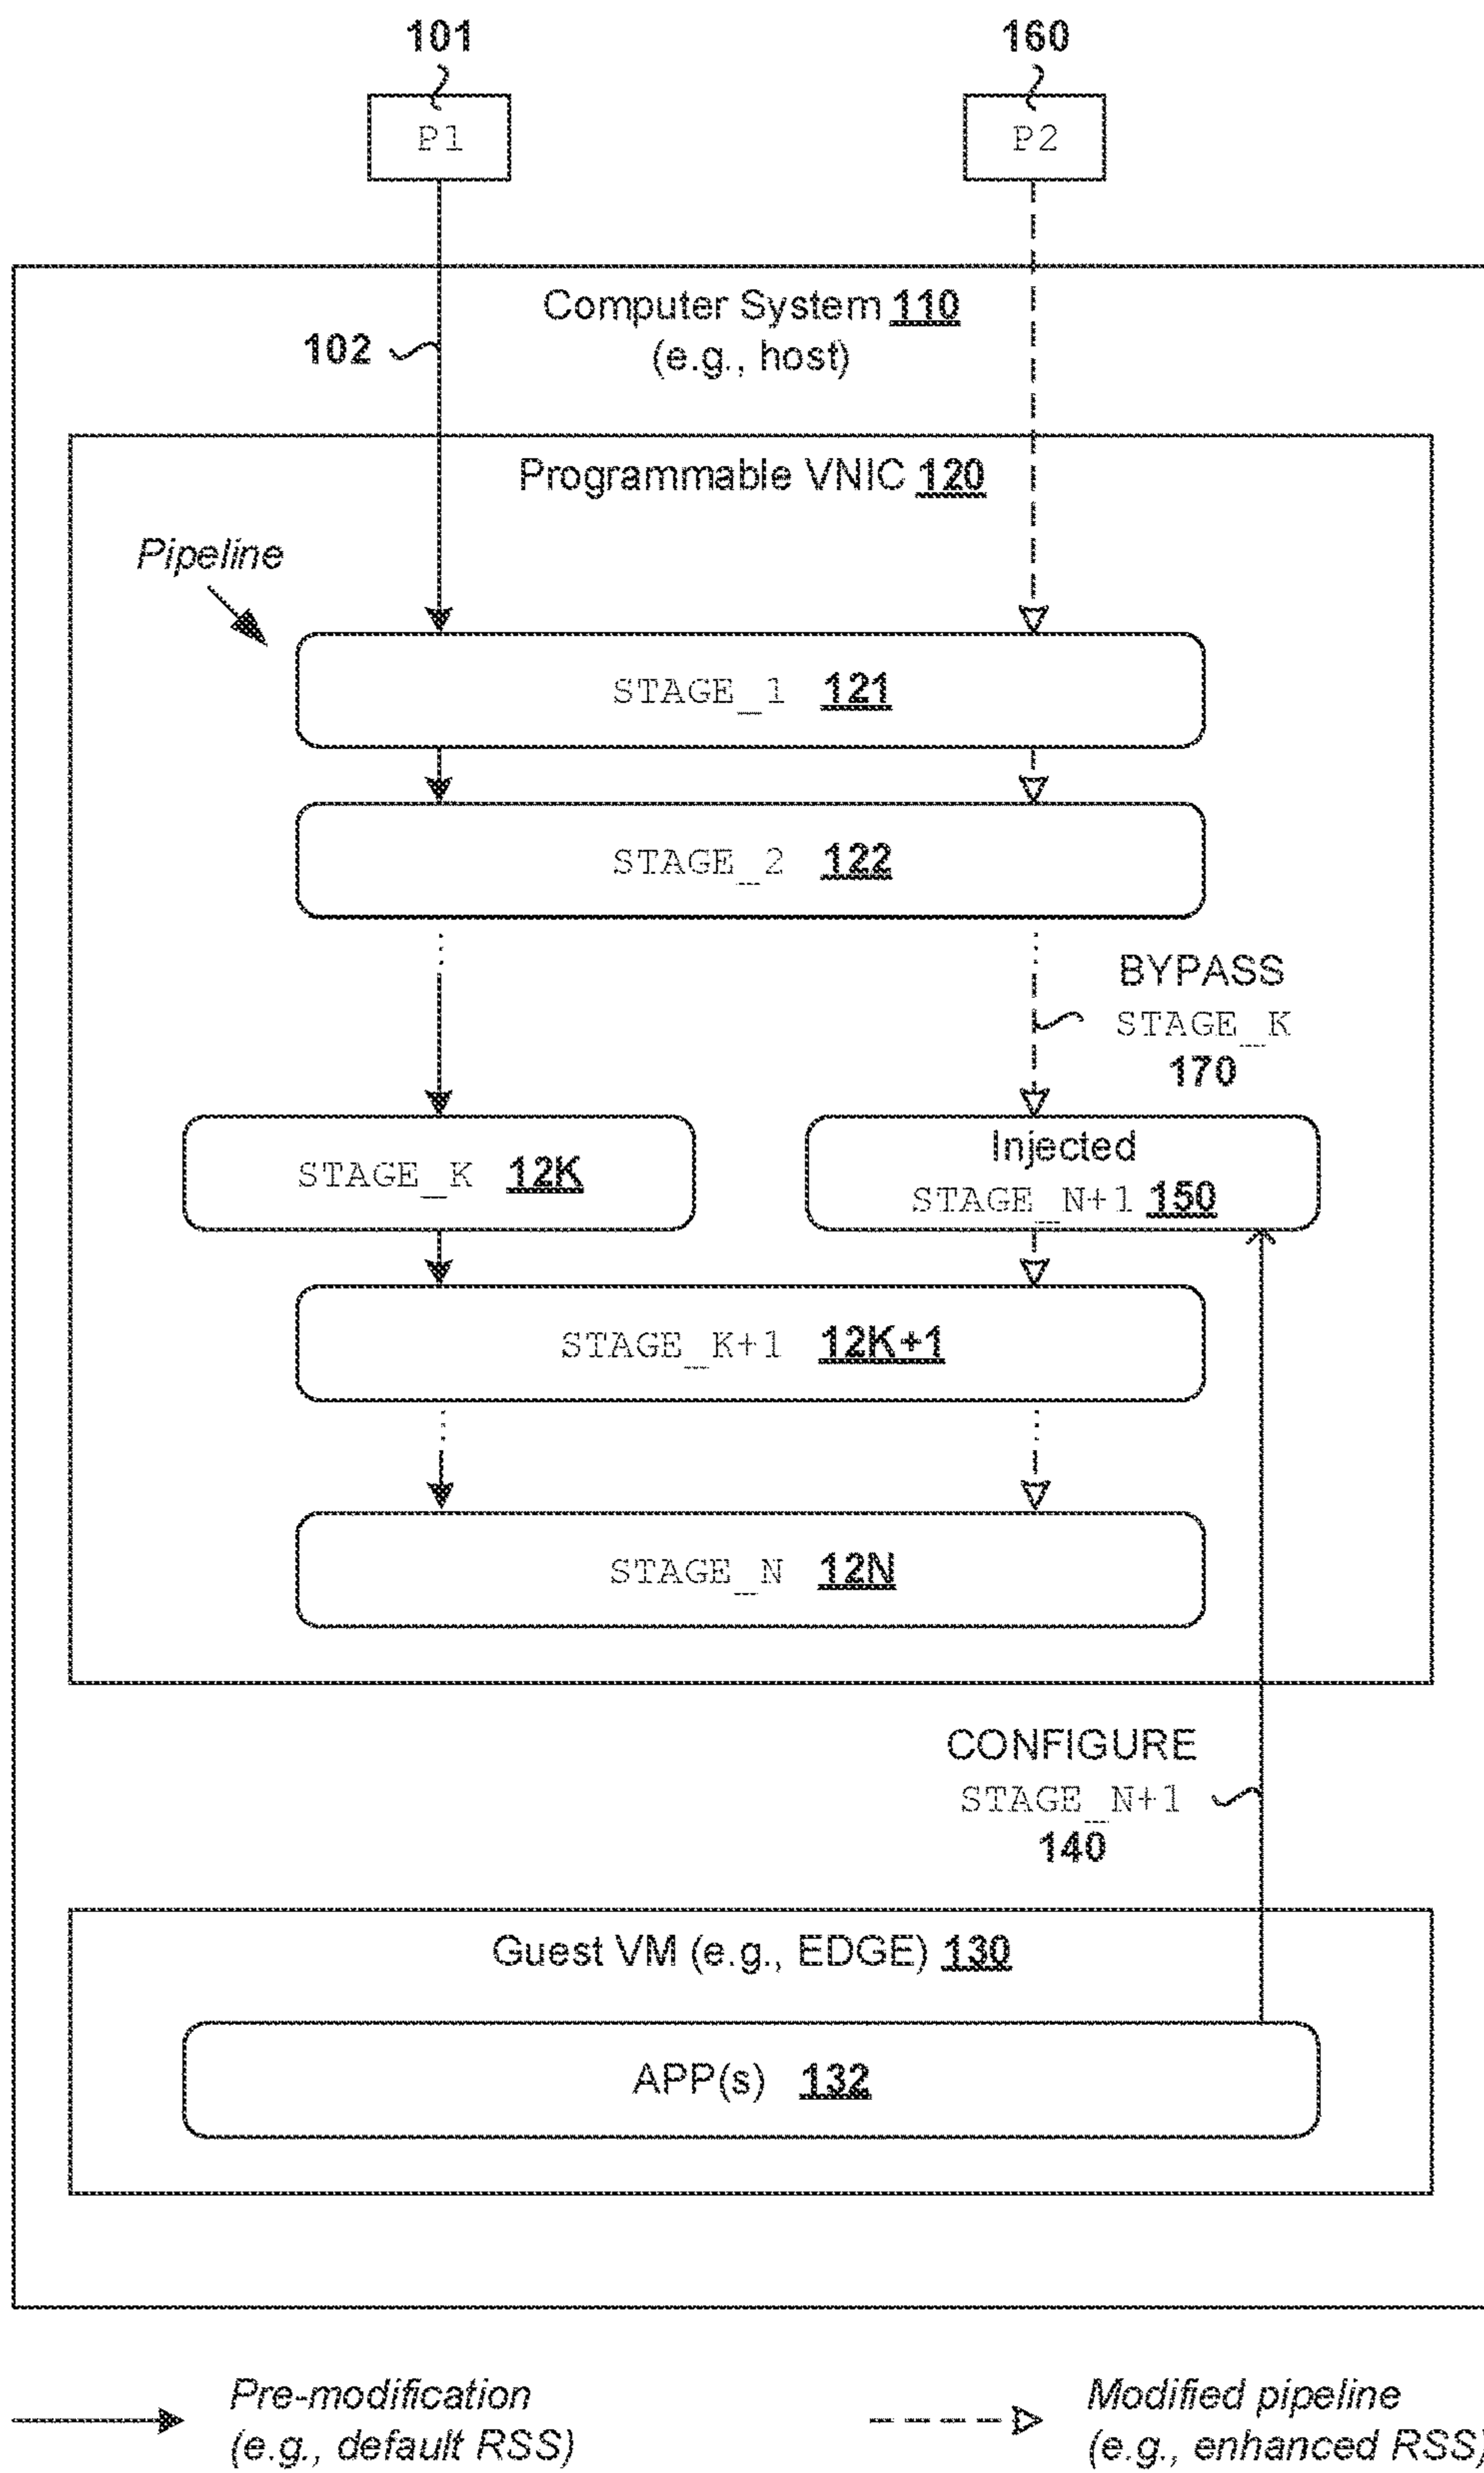 101
160
P1
P2
Computer System 110
(e.g., host)
102
Programmable VNIC 120
Pipeline
STAGE_1 121
STAGE_2 122
BYPASS
STAGE_K
170
STAGE_K 12K
Injected
STAGE_N+1 150
STAGE_K+1 12K+1
STAGE_N 12N
CONFIGURE
STAGE_N+1
140
Guest VM (e.g., EDGE) 130
APP(s) 132
Pre-modification
(e.g., default RSS)
Modified pipeline
(e.g., enhanced RSS)